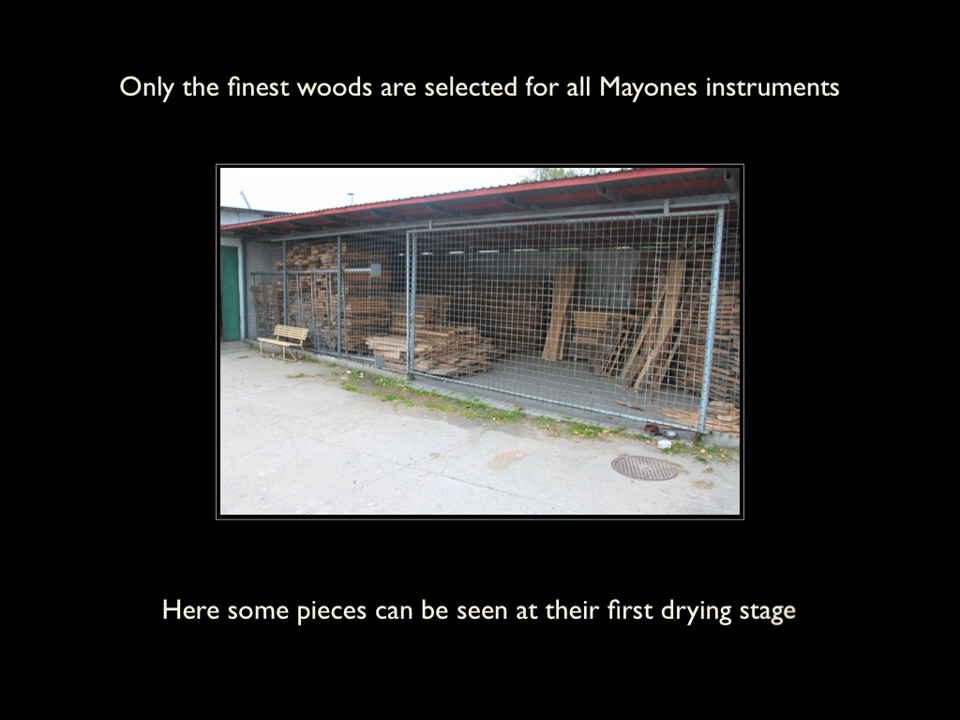 Only the finest woods are selected for all Mayones instruments
Here some pieces can be seen at their first drying stage